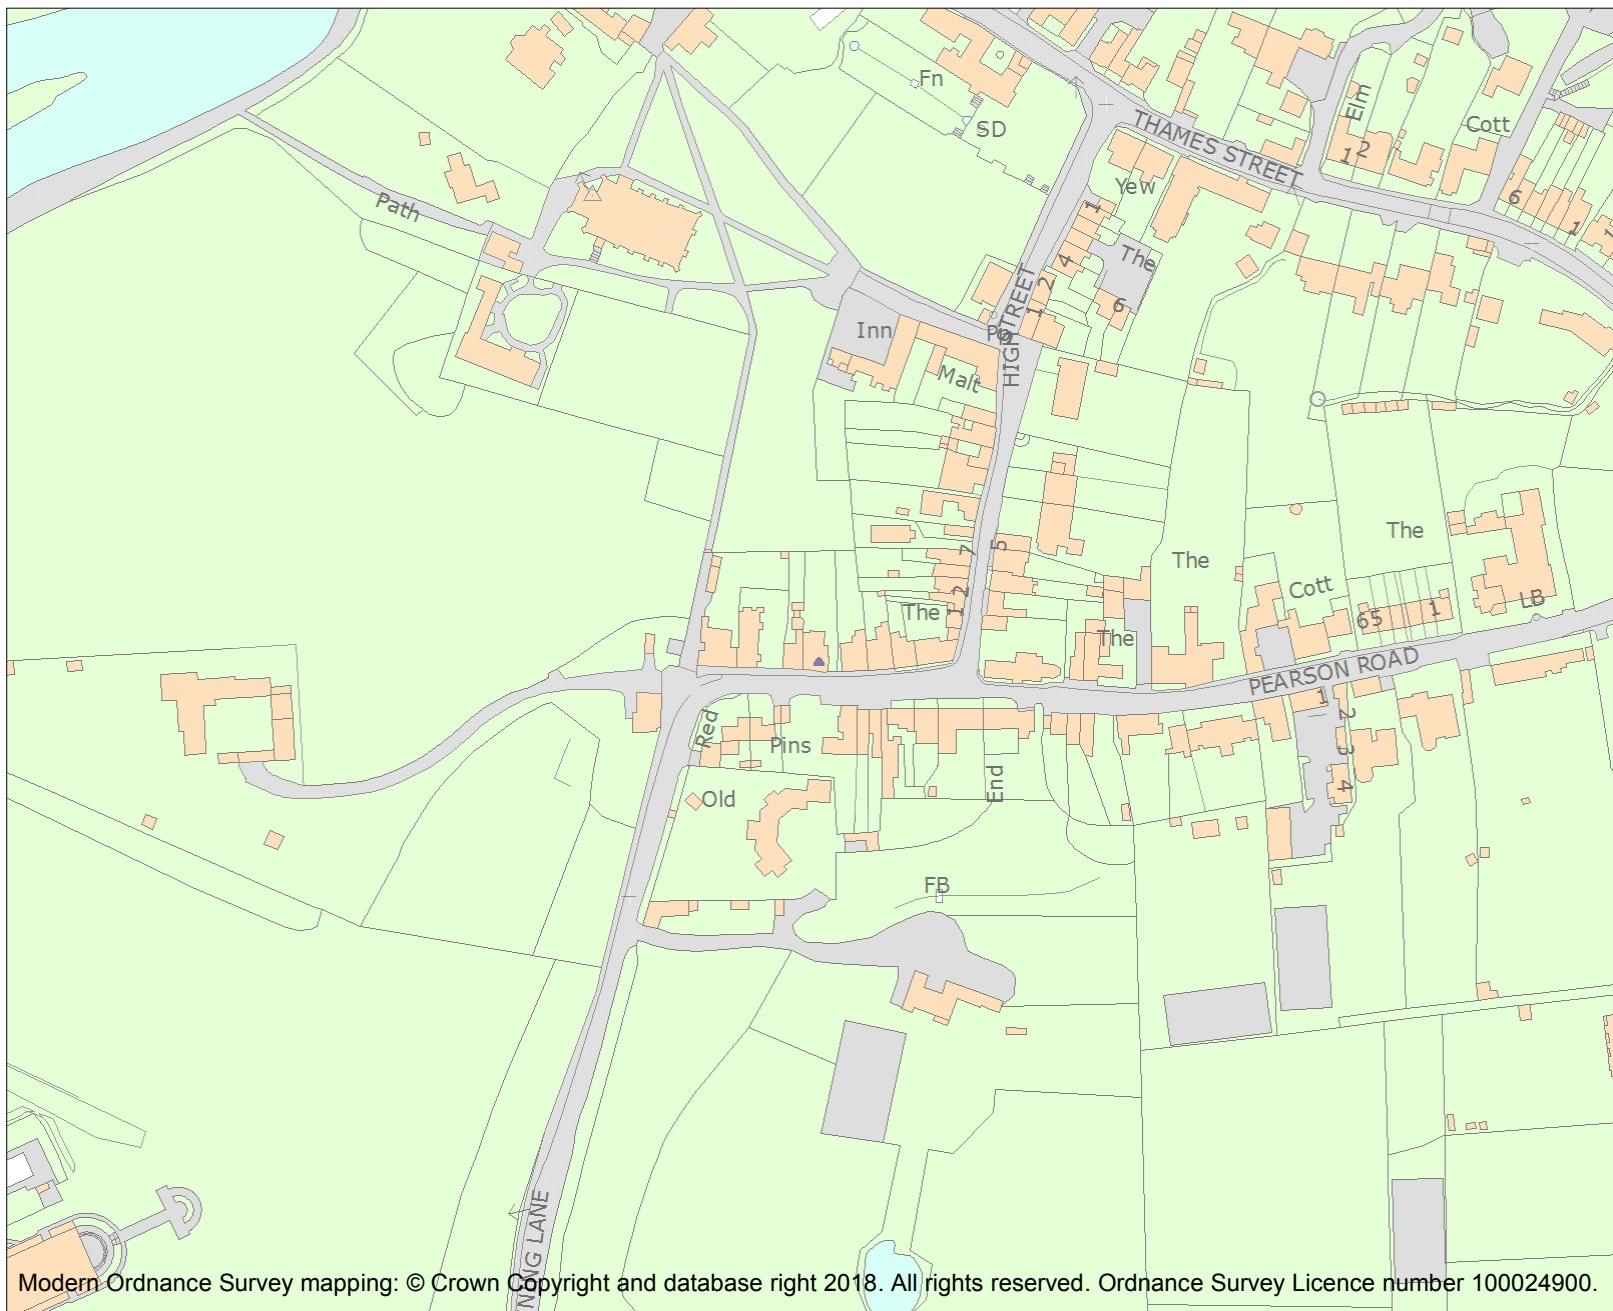 Fn
SD
THAMES STREET
Elm
1 2
Cott
6
1
1
Yew
1
4
The
2
6
1
Path
HIGH STREET
Inn
PH
Malt
The
The
Cott
7
5
2
1
The
The
65
1
LB
PEARSON ROAD
1
2
3
4
Red
Pins
End
Old
FB
NING LANE
Modern Ordnance Survey mapping: © Crown Copyright and database right 2018. All rights reserved. Ordnance Survey Licence number 100024900.